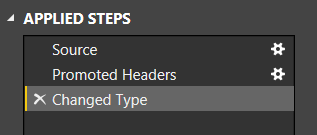 APPLIED STEPS
Source
Promoted Headers
Changed Type